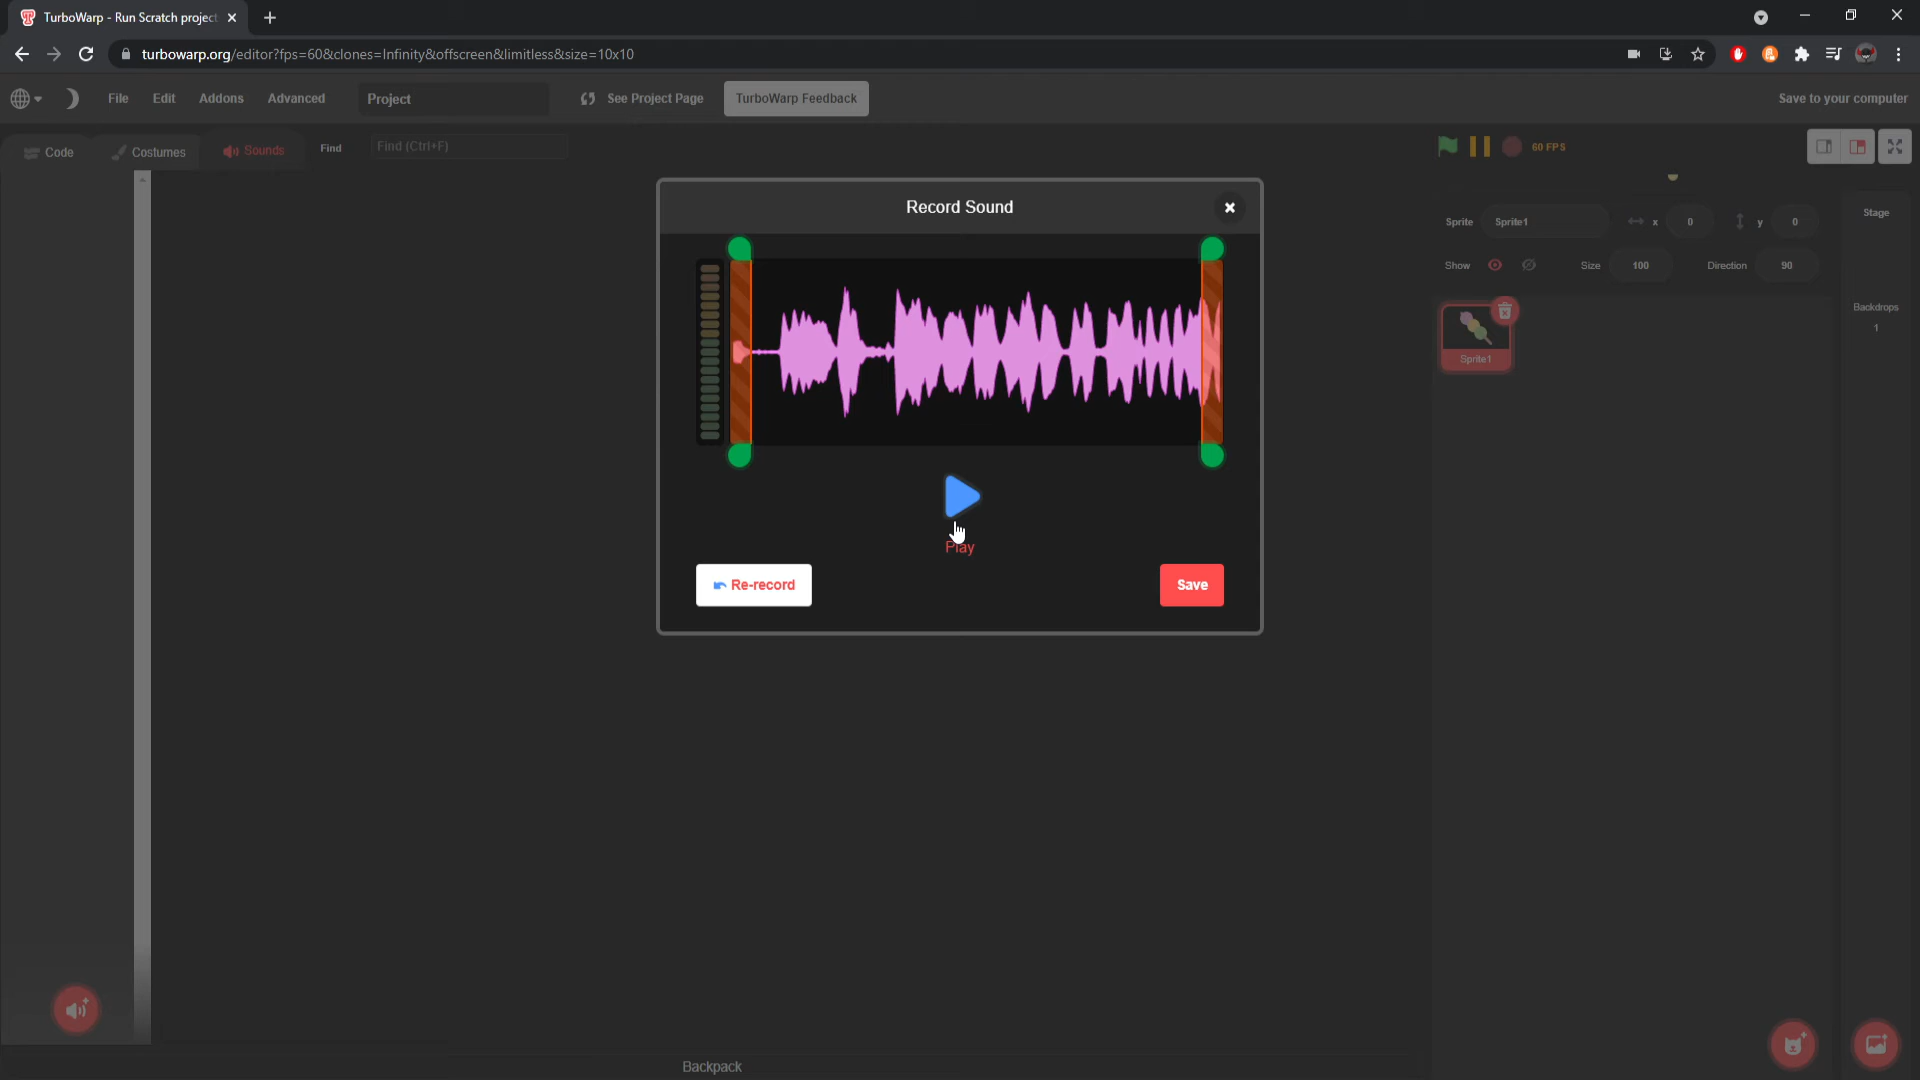 TurboWarp - Run Scratch project
turbowarp.org/editor?fps=60&clones=Infinity&offscreen&limitless&size=10x10
File Edit Addons Advanced Project See Project Page TurboWarp Feedback Save to your computer
Code Costumes Sounds Find Find (Ctrl+F) 60 FPS
Record Sound
Sprite Sprite1 x 0 y 0 Stage
Show Size 100 Direction 90
Backdrops
1
Sprite1
Play
Re-record Save
Backpack